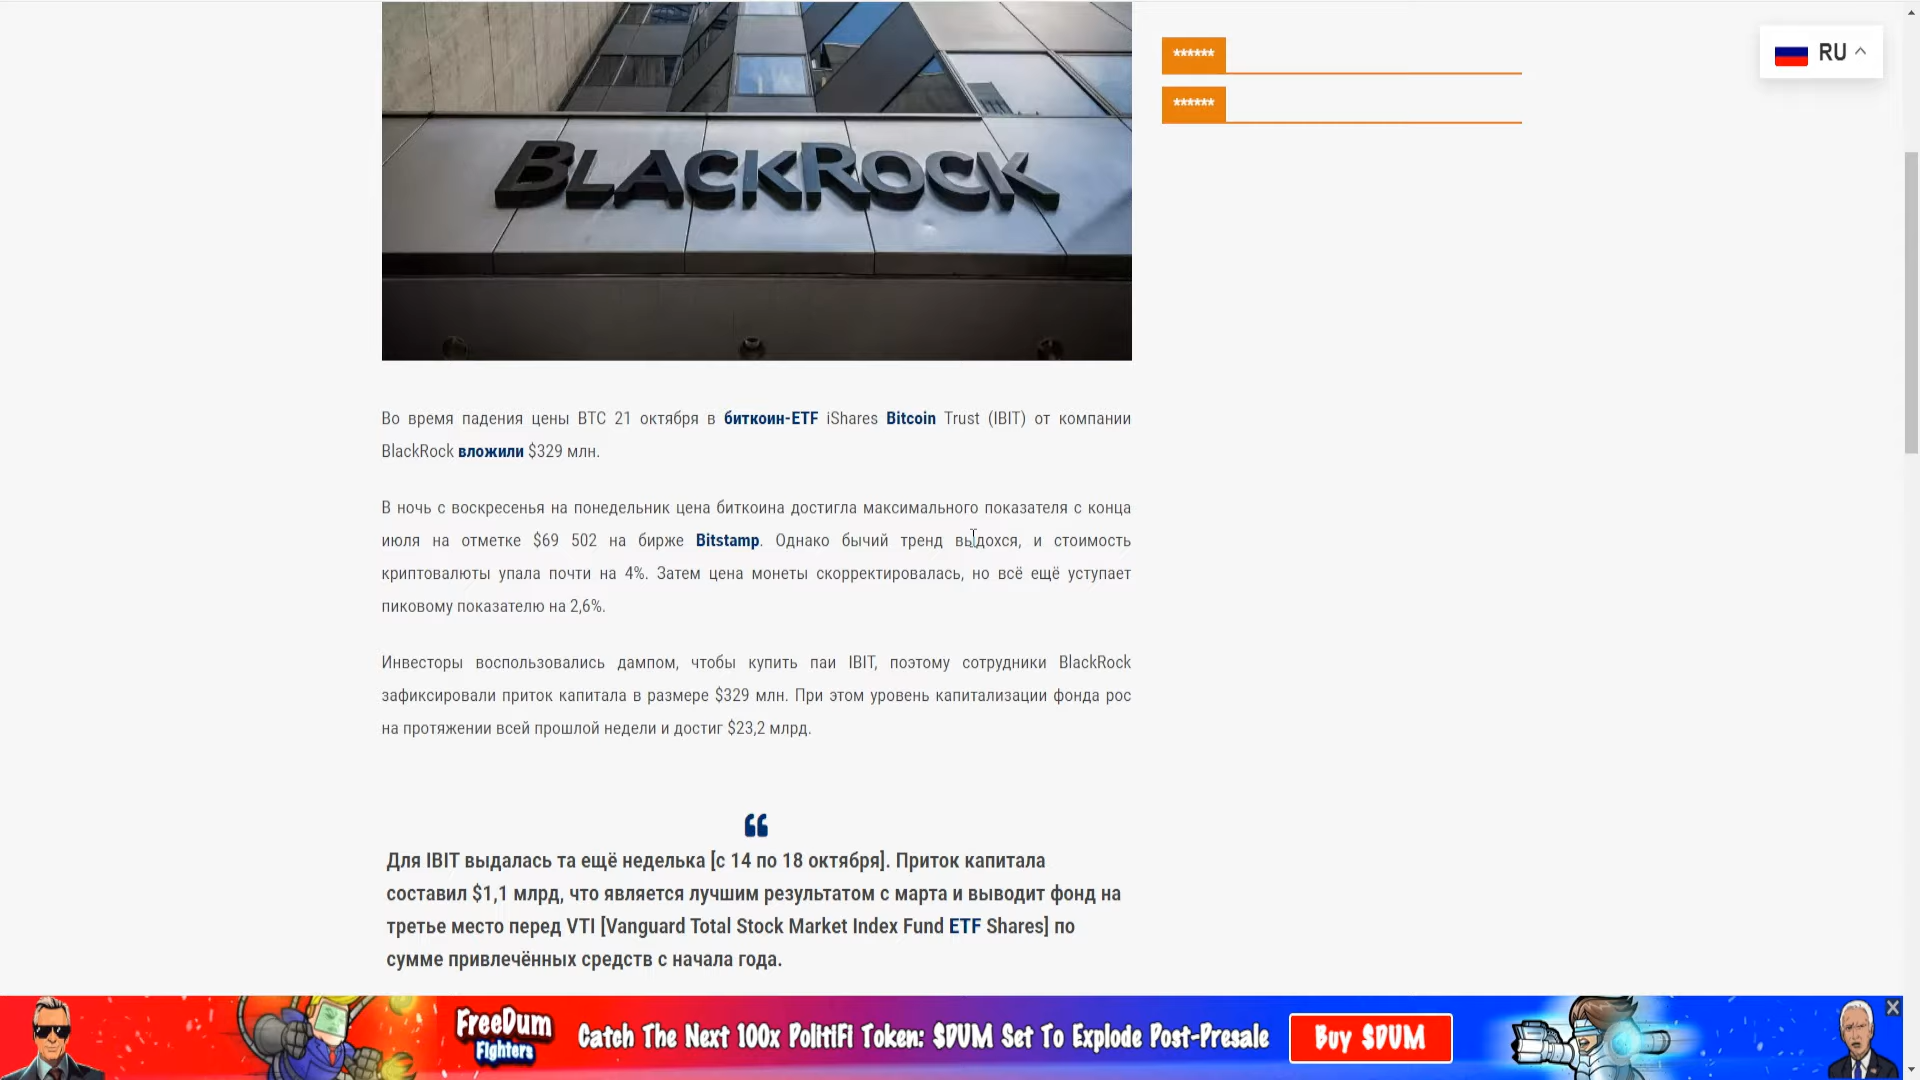 BLACKROCK
******
******
RU
Во время падения цены BTC 21 октября в биткоин-ETF iShares Bitcoin Trust (IBIT) от компании
BlackRock вложили $329 млн.
В ночь с воскресенья на понедельник цена биткоина достигла максимального показателя с конца
июля на отметке $69 502 на бирже Bitstamp. Однако бычий тренд выдохся, и стоимость
криптовалюты упала почти на 4%. Затем цена монеты скорректировалась, но всё ещё уступает
пиковому показателю на 2,6%.
Инвесторы воспользовались дампом, чтобы купить паи IBIT, поэтому сотрудники BlackRock
зафиксировали приток капитала в размере $329 млн. При этом уровень капитализации фонда рос
на протяжении всей прошлой недели и достиг $23,2 млрд.
“
Для IBIT выдалась та ещё неделька [с 14 по 18 октября]. Приток капитала
составил $1,1 млрд, что является лучшим результатом с марта и выводит фонд на
третье место перед VTI [Vanguard Total Stock Market Index Fund ETF Shares] по
сумме привлечённых средств с начала года.
FreeDum
Fighters
Catch The Next 100x PolitiFi Token: $DUM Set To Explode Post-Presale
Buy $DUM